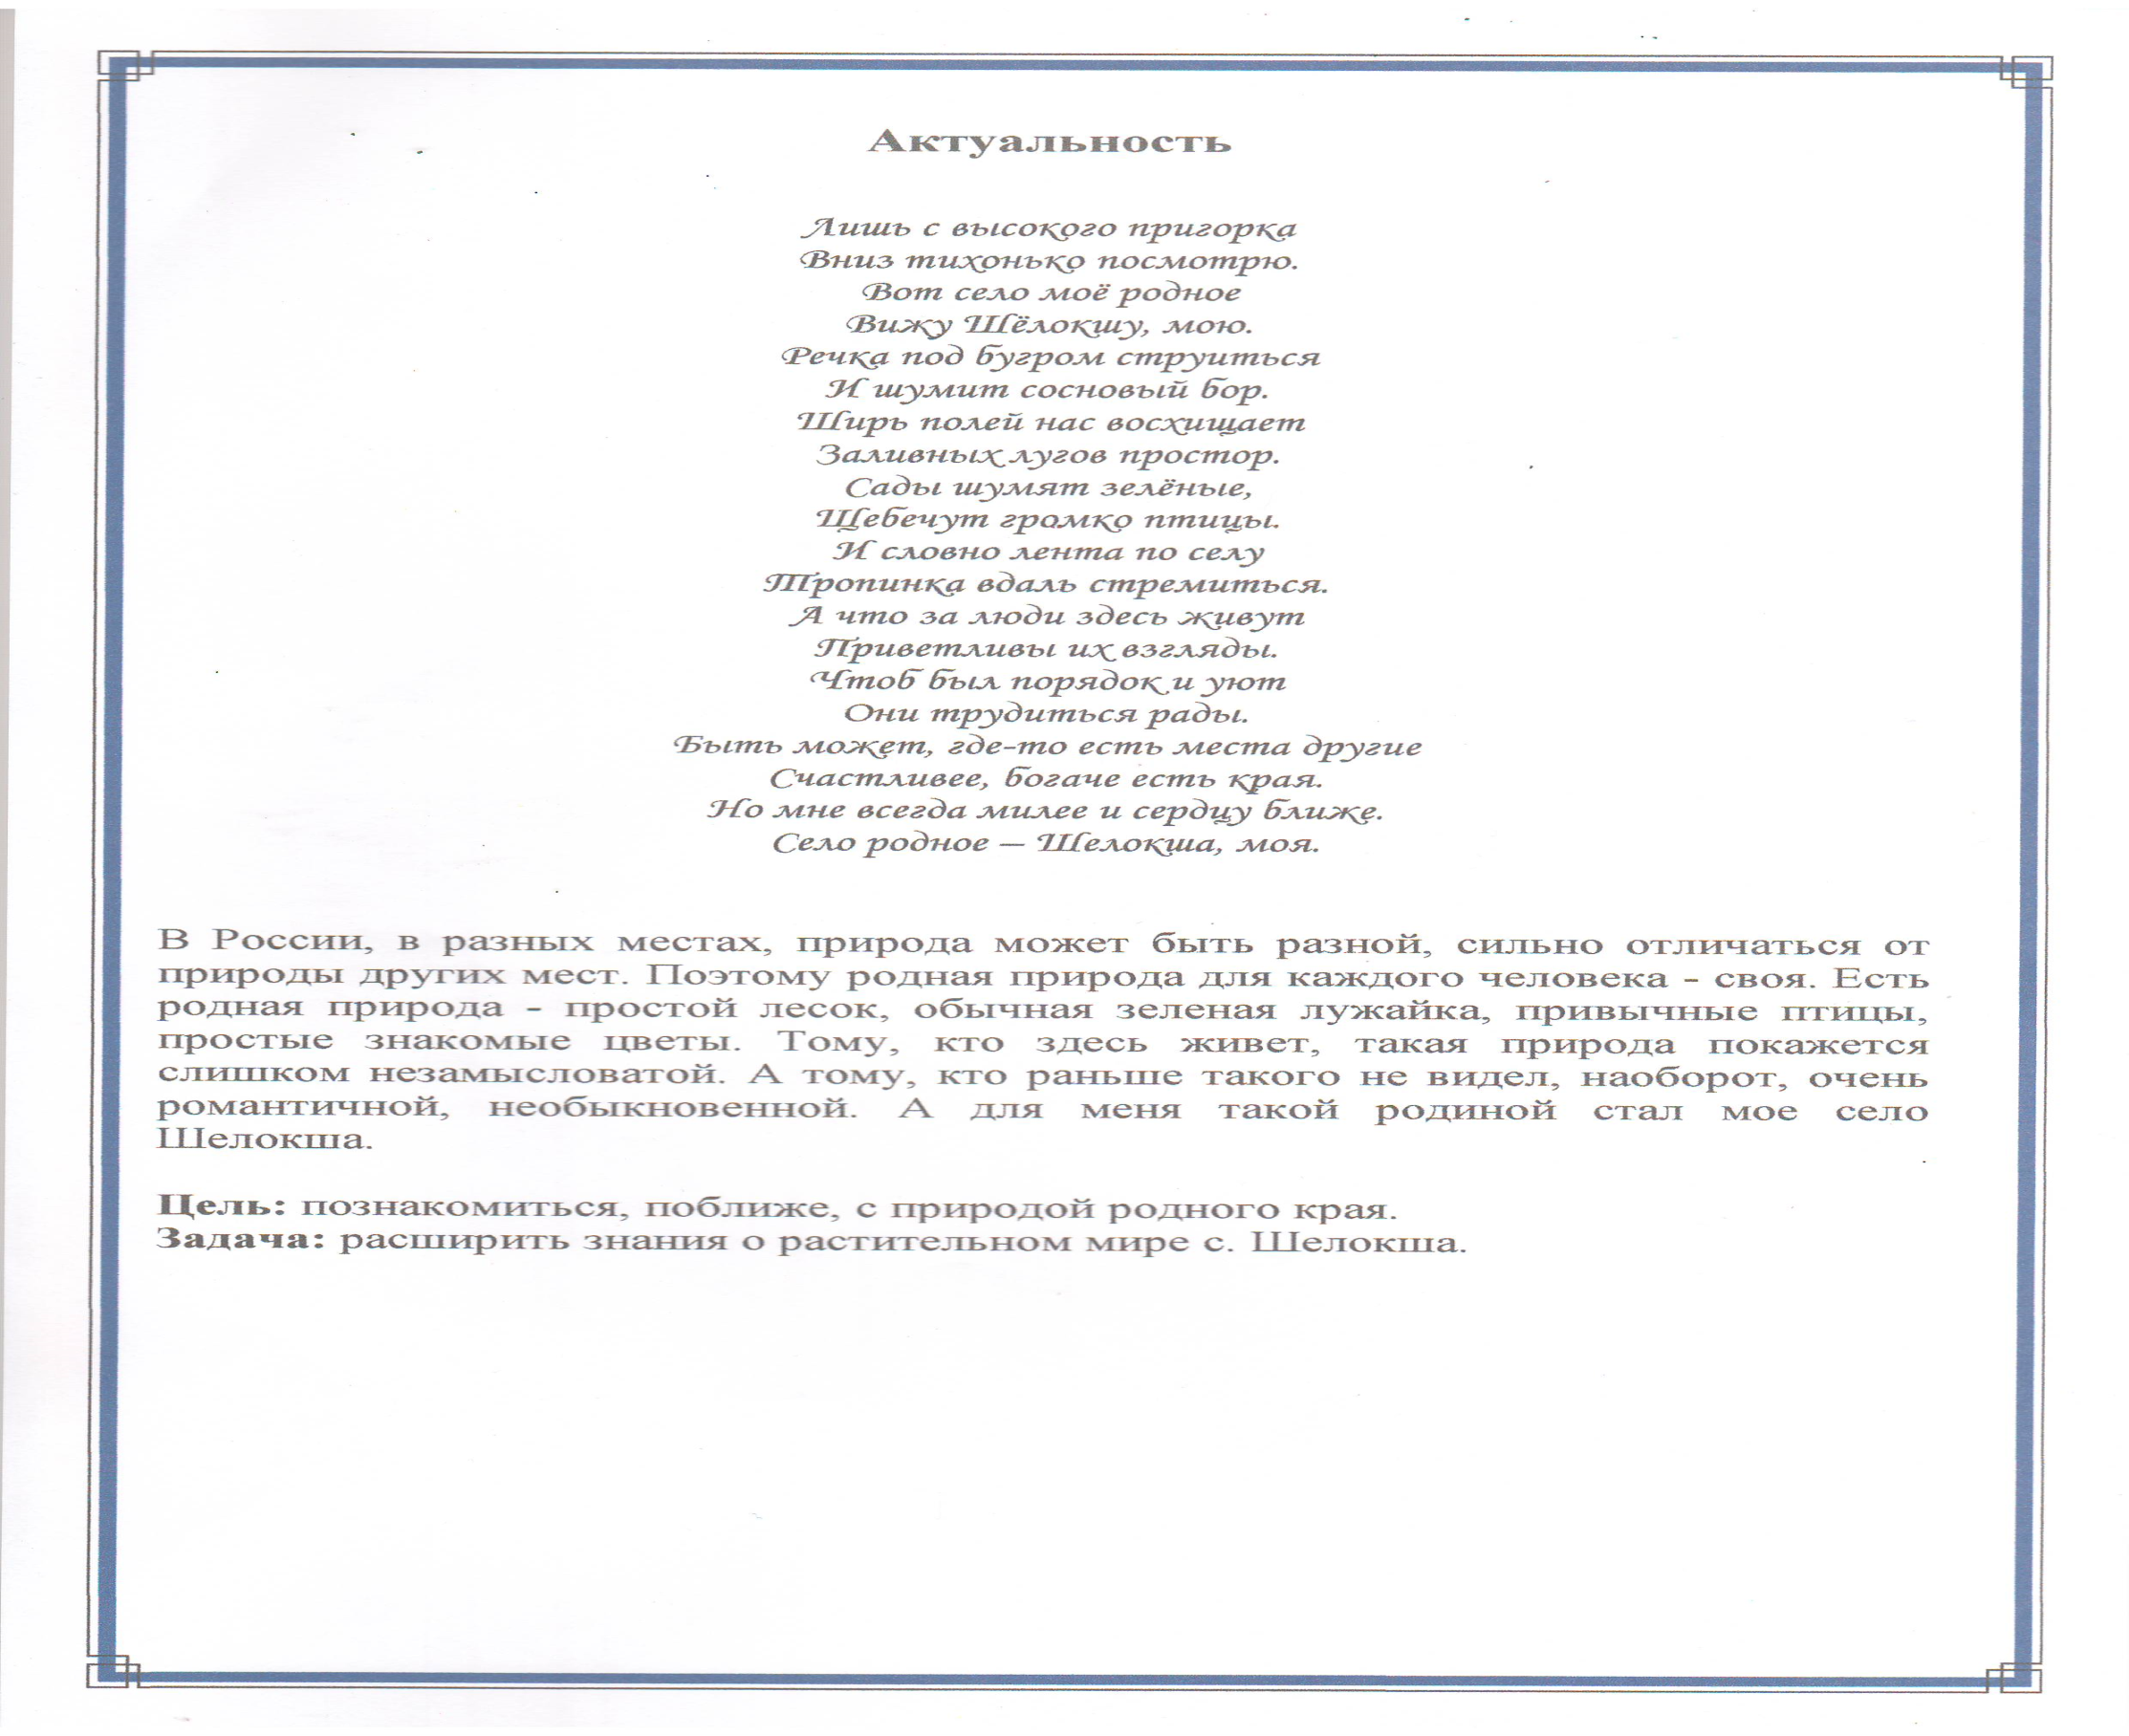 Актуальность
Лишь с высокого пригорка
Вниз тихонько посмотрю.
Вот село моё родное
Вижу Шёлокшу, мою.
Речка под бугром струиться
И шумит сосновый бор.
Ширь полей нас восхищает
Заливных лугов простор.
Сады шумят зелёные,
Щебечут громко птицы.
И словно лента по селу
Тропинка вдаль стремиться.
А что за люди здесь живут
Приветливы их взгляды.
Чтоб был порядок и уют
Они трудиться рады.
Быть может, где-то есть места другие
Счастливее, богаче есть края.
Но мне всегда милее и сердцу ближе.
Село родное – Шелокша, моя.
В России, в разных местах, природа может быть разной, сильно отличаться от
природы других мест. Поэтому родная природа для каждого человека - своя. Есть
родная природа - простой лесок, обычная зеленая лужайка, привычные птицы,
простые знакомые цветы. Тому, кто здесь живет, такая природа покажется
слишком незамысловатой. А тому, кто раньше такого не видел, наоборот, очень
романтичной, необыкновенной. А для меня такой родиной стал мое село
Шелокша.
Цель: познакомиться, поближе, с природой родного края.
Задача: расширить знания о растительном мире с. Шелокша.